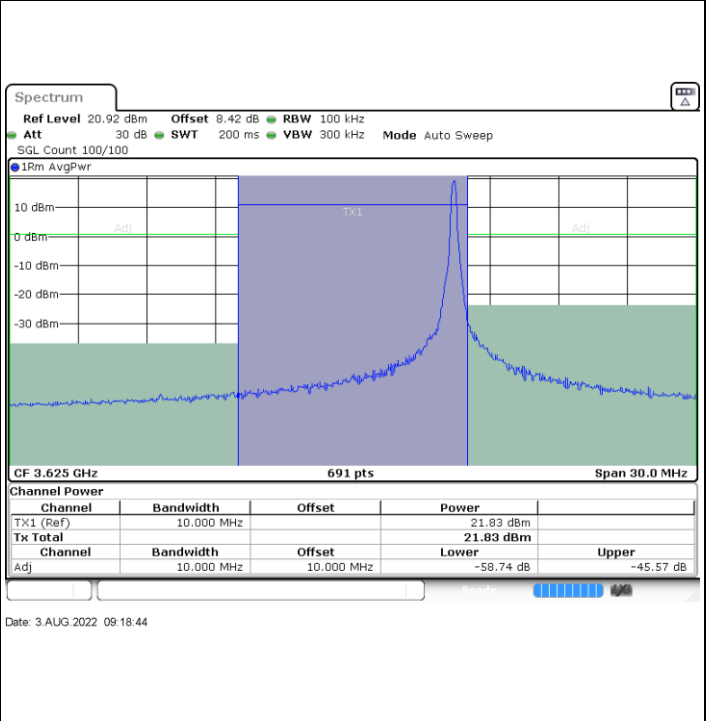 Spectrum
Ref Level 20.92 dBm Offset 8.42 dB RBW 100 kHz
Att 30 dB SWT 200 ms VBW 300 kHz Mode Auto Sweep
SGL Count 100/100
1Rm AvgPwr
10 dBm
TX1
Adj Adj
0 dBm
-10 dBm
-20 dBm
-30 dBm
CF 3.625 GHz 691 pts Span 30.0 MHz
Channel Power
Channel Bandwidth Offset Power
TX1 (Ref) 10.000 MHz 21.83 dBm
Tx Total 21.83 dBm
Channel Bandwidth Offset Lower Upper
Adj 10.000 MHz 10.000 MHz -58.74 dB -45.57 dB
Ready
Date: 3.AUG.2022 09:18:44